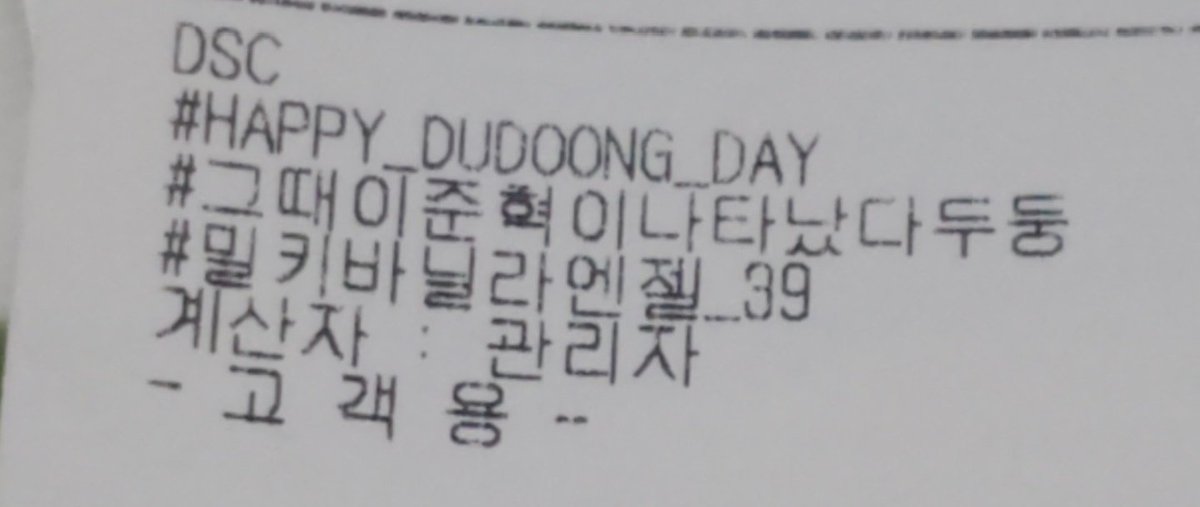 DSC
#HAPPY_DUDOONG_DAY
#그때이준혁이나타났다두둥
#밀키바닐라엔젤_39
계산자 : 관리자
- 고 객 용 -